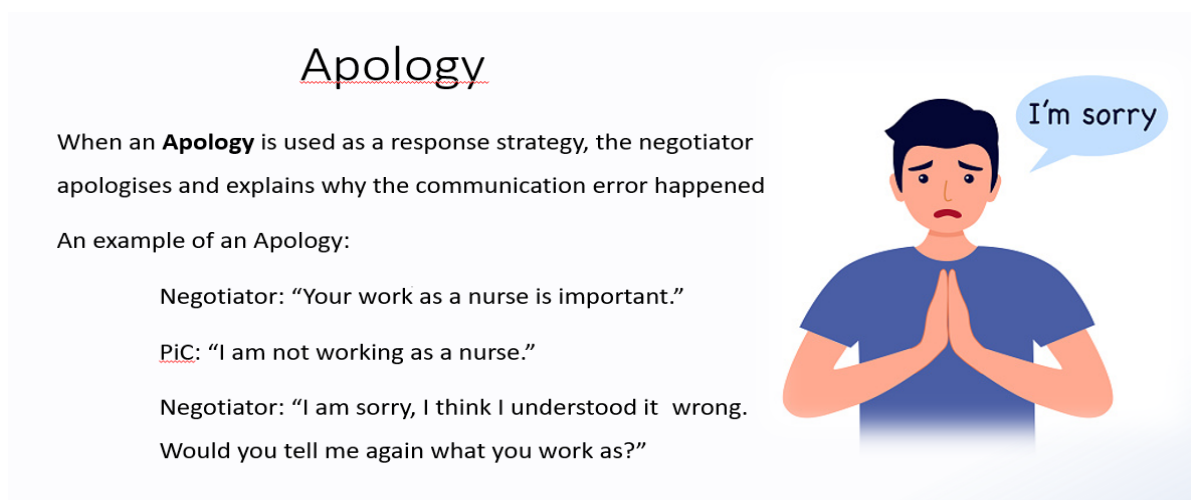 Apology
I'm sorry
When an Apology is used as a response strategy, the negotiator
apologises and explains why the communication error happened
An example of an Apology:
Negotiator: “Your work as a nurse is important.”
PiC: “I am not working as a nurse.”
Negotiator: “I am sorry, I think I understood it  wrong.
Would you tell me again what you work as?”